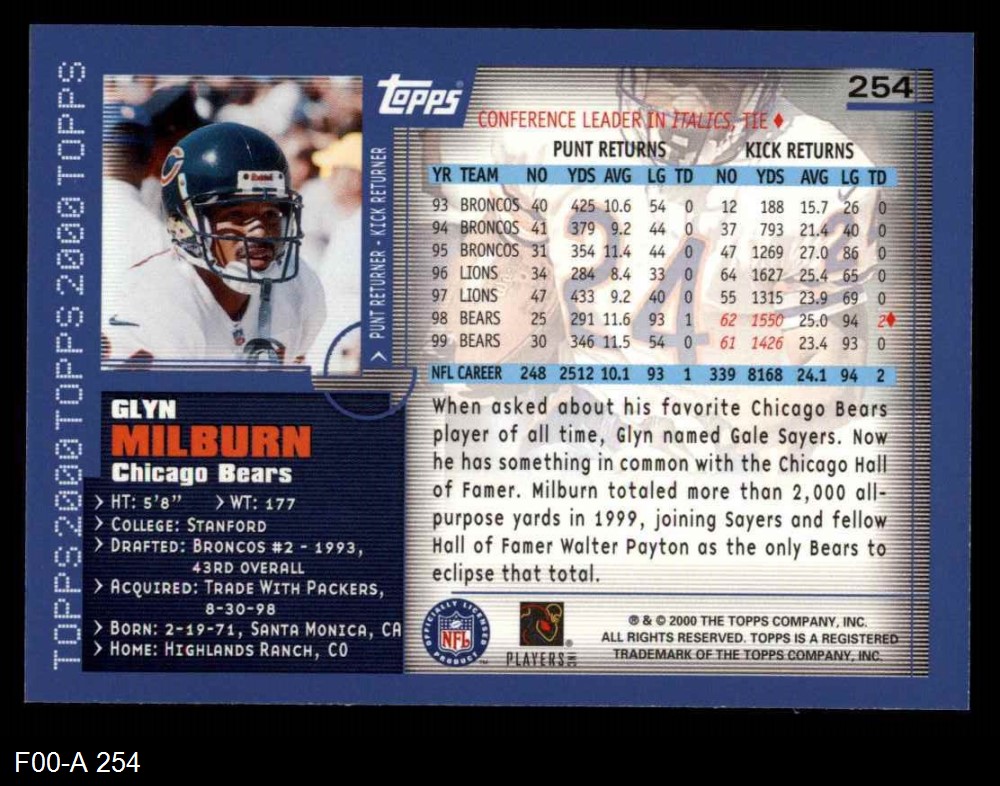 TOPPS 2000 TOPPS 2000 TOPPS 2000 TOPPS
Topps
254
Riddell
> PUNT RETURNER - KICK RETURNER
CONFERENCE LEADER IN ITALICS, TIE ♦
PUNT RETURNS KICK RETURNS
YR TEAM NO YDS AVG LG TD NO YDS AVG LG TD
93 BRONCOS 40 425 10.6 54 0 12 188 15.7 26 0
94 BRONCOS 41 379 9.2 44 0 37 793 21.4 40 0
95 BRONCOS 31 354 11.4 44 0 47 1269 27.0 86 0
96 LIONS 34 284 8.4 33 0 64 1627 25.4 65 0
97 LIONS 47 433 9.2 40 0 55 1315 23.9 69 0
98 BEARS 25 291 11.6 93 1 62 1550 25.0 94 2♦
99 BEARS 30 346 11.5 54 0 61 1426 23.4 93 0
NFL CAREER 248 2512 10.1 93 1 339 8168 24.1 94 2
GLYN
MILBURN
Chicago Bears
> HT: 5'8" > WT: 177
> COLLEGE: STANFORD
> DRAFTED: BRONCOS #2 - 1993,
43RD OVERALL
> ACQUIRED: TRADE WITH PACKERS,
8-30-98
> BORN: 2-19-71, SANTA MONICA, CA
> HOME: HIGHLANDS RANCH, CO
When asked about his favorite Chicago Bears
player of all time, Glyn named Gale Sayers. Now
he has something in common with the Chicago Hall
of Famer. Milburn totaled more than 2,000 all-
purpose yards in 1999, joining Sayers and fellow
Hall of Famer Walter Payton as the only Bears to
eclipse that total.
OFFICIALLY LICENSED
NFL
PRODUCT
PLAYERS INC
® & © 2000 THE TOPPS COMPANY, INC.
ALL RIGHTS RESERVED. TOPPS IS A REGISTERED
TRADEMARK OF THE TOPPS COMPANY, INC.
F00-A 254